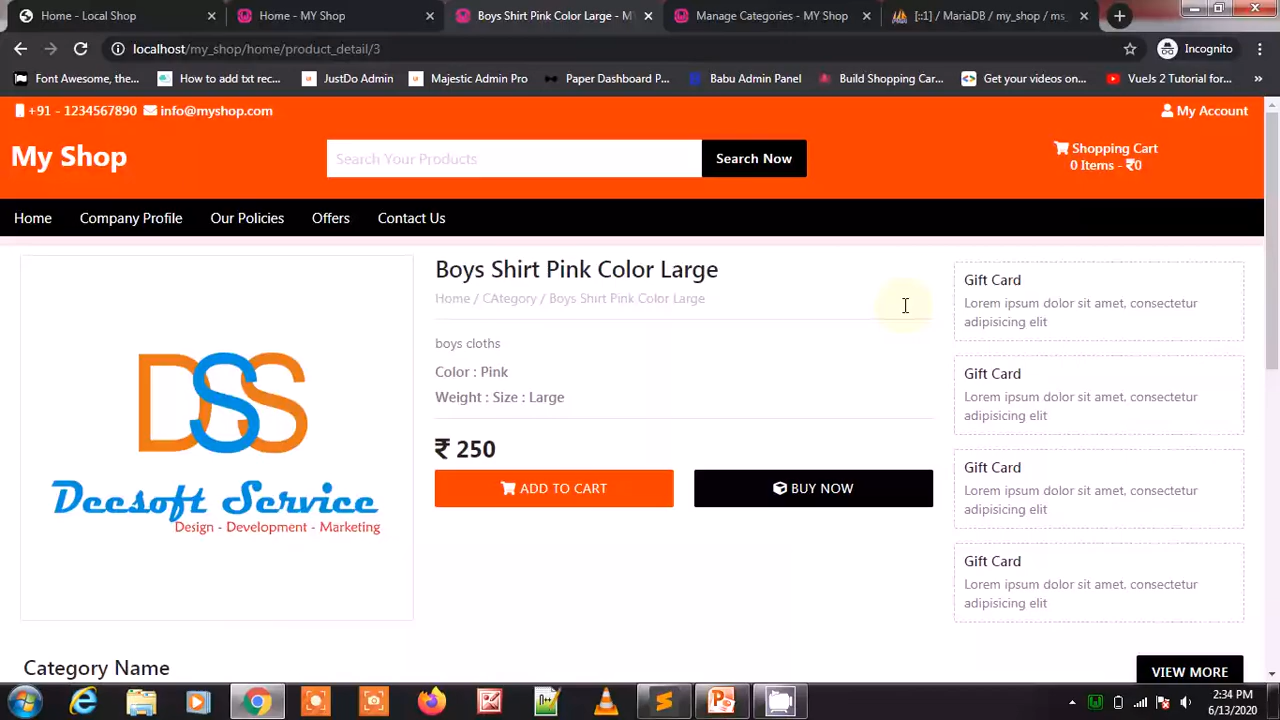 Home - Local Shop
Home - MY Shop
Boys Shirt Pink Color Large - M
Manage Categories - MY Shop
[::1] / MariaDB / my_shop / ms_
localhost/my_shop/home/product_detail/3
Incognito
Font Awesome, the...
How to add txt rec...
JustDo Admin
Majestic Admin Pro
Paper Dashboard P...
Babu Admin Panel
Build Shopping Car...
Get your videos on...
VueJs 2 Tutorial for...
»
+91 - 1234567890 info@myshop.com
My Account
My Shop
Search Your Products
Search Now
Shopping Cart
0 Items - ₹0
Home
Company Profile
Our Policies
Offers
Contact Us
DSS
Deesoft Service
Design - Development - Marketing
Boys Shirt Pink Color Large
Home / CAtegory / Boys Shirt Pink Color Large
boys cloths
Color : Pink
Weight : Size : Large
₹ 250
ADD TO CART
BUY NOW
Gift Card
Lorem ipsum dolor sit amet, consectetur
adipisicing elit
Gift Card
Lorem ipsum dolor sit amet, consectetur
adipisicing elit
Gift Card
Lorem ipsum dolor sit amet, consectetur
adipisicing elit
Gift Card
Lorem ipsum dolor sit amet, consectetur
adipisicing elit
Category Name
VIEW MORE
2:34 PM
6/13/2020